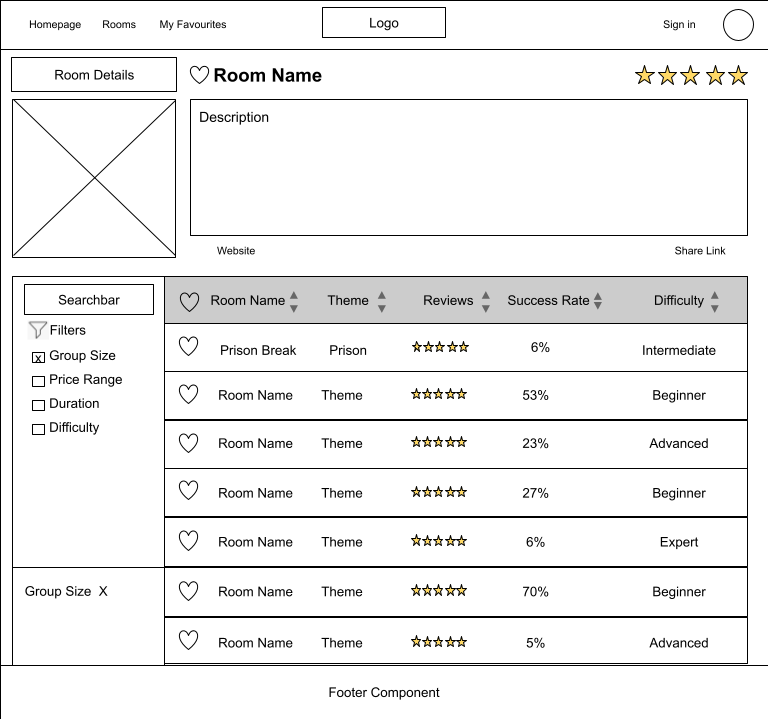 Homepage Rooms My Favourites Logo Sign in
Room Details
Room Name
Description
Website Share Link
Searchbar
Filters
x Group Size
Price Range
Duration
Difficulty
Group Size X
Room Name Theme Reviews Success Rate Difficulty
Prison Break Prison 6% Intermediate
Room Name Theme 53% Beginner
Room Name Theme 23% Advanced
Room Name Theme 27% Beginner
Room Name Theme 6% Expert
Room Name Theme 70% Beginner
Room Name Theme 5% Advanced
Footer Component